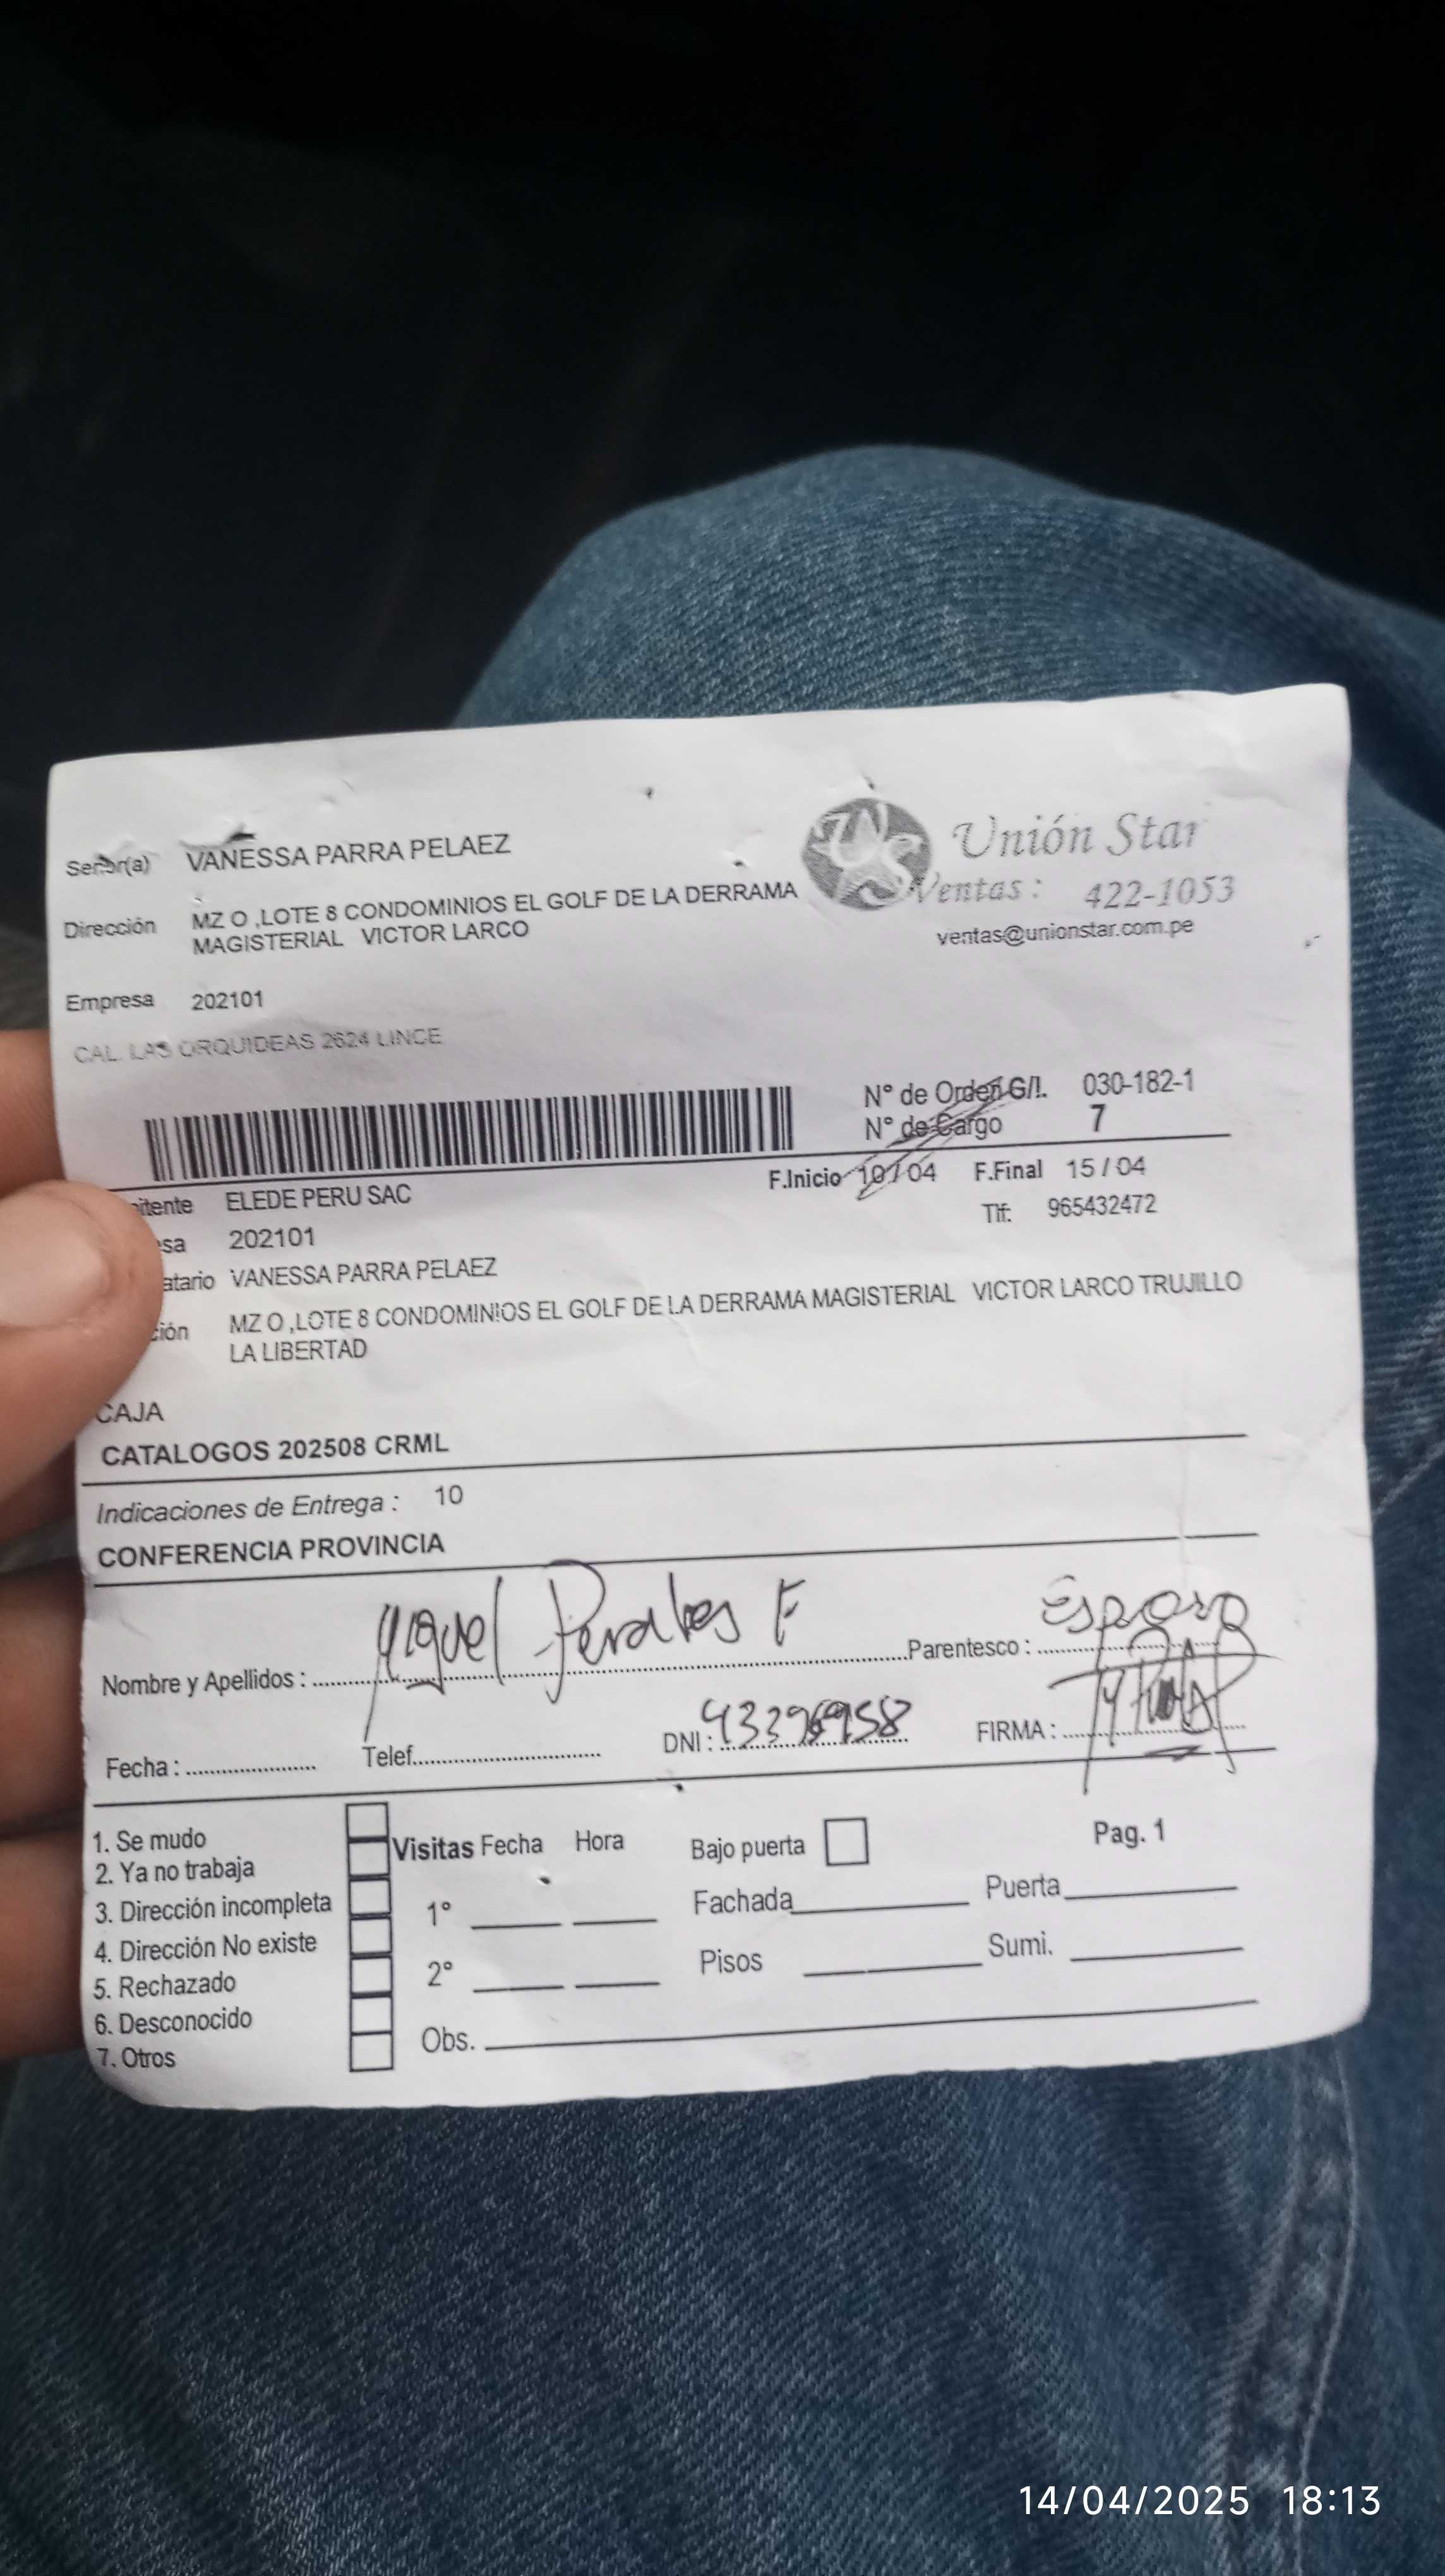 Señor(a) VANESSA PARRA PELAEZ
Dirección MZ O ,LOTE 8 CONDOMINIOS EL GOLF DE LA DERRAMA
MAGISTERIAL VICTOR LARCO
Unión Star
Ventas : 422-1053
ventas@unionstar.com.pe
Empresa 202101
CAL. LAS ORQUIDEAS 2624 LINCE
N° de Orden G/I. 030-182-1
N° de Cargo 7
F.Inicio 10/04 F.Final 15/04
itente ELEDE PERU SAC
Tlf: 965432472
sa 202101
atario VANESSA PARRA PELAEZ
ción MZ O ,LOTE 8 CONDOMINIOS EL GOLF DE LA DERRAMA MAGISTERIAL VICTOR LARCO TRUJILLO
LA LIBERTAD
CAJA
CATALOGOS 202508 CRML
Indicaciones de Entrega : 10
CONFERENCIA PROVINCIA
Nombre y Apellidos : Miguel Perales F Parentesco : Esposo
Fecha : Telef. DNI : FIRMA :
1. Se mudo
2. Ya no trabaja
3. Dirección incompleta
4. Dirección No existe
5. Rechazado
6. Desconocido
7. Otros
Visitas Fecha Hora
1°
2°
Obs.
Bajo puerta
Pag. 1
Fachada Puerta
Pisos Sumi.
14/04/2025 18:13